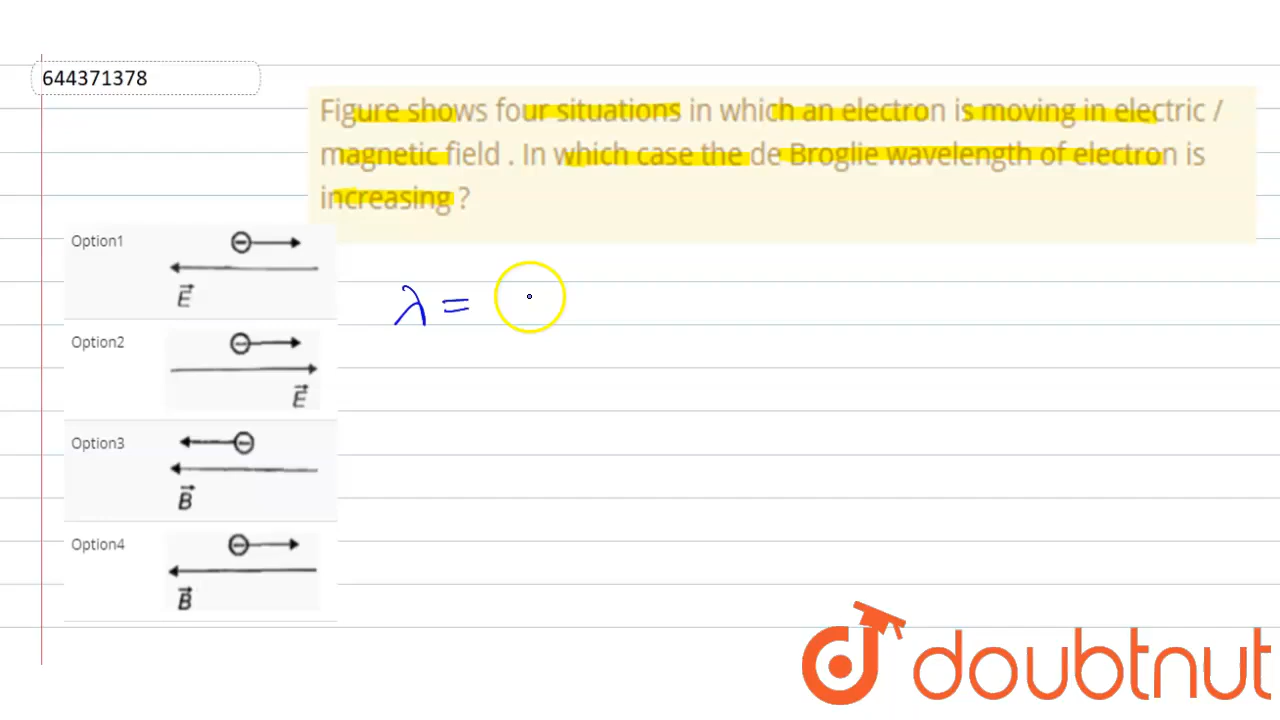 644371378
Figure shows four situations in which an electron is moving in electric /
magnetic field . In which case the de Broglie wavelength of electron is
increasing ?
Option1
E
λ =
Option2
E
Option3
B
Option4
B
doubtnut